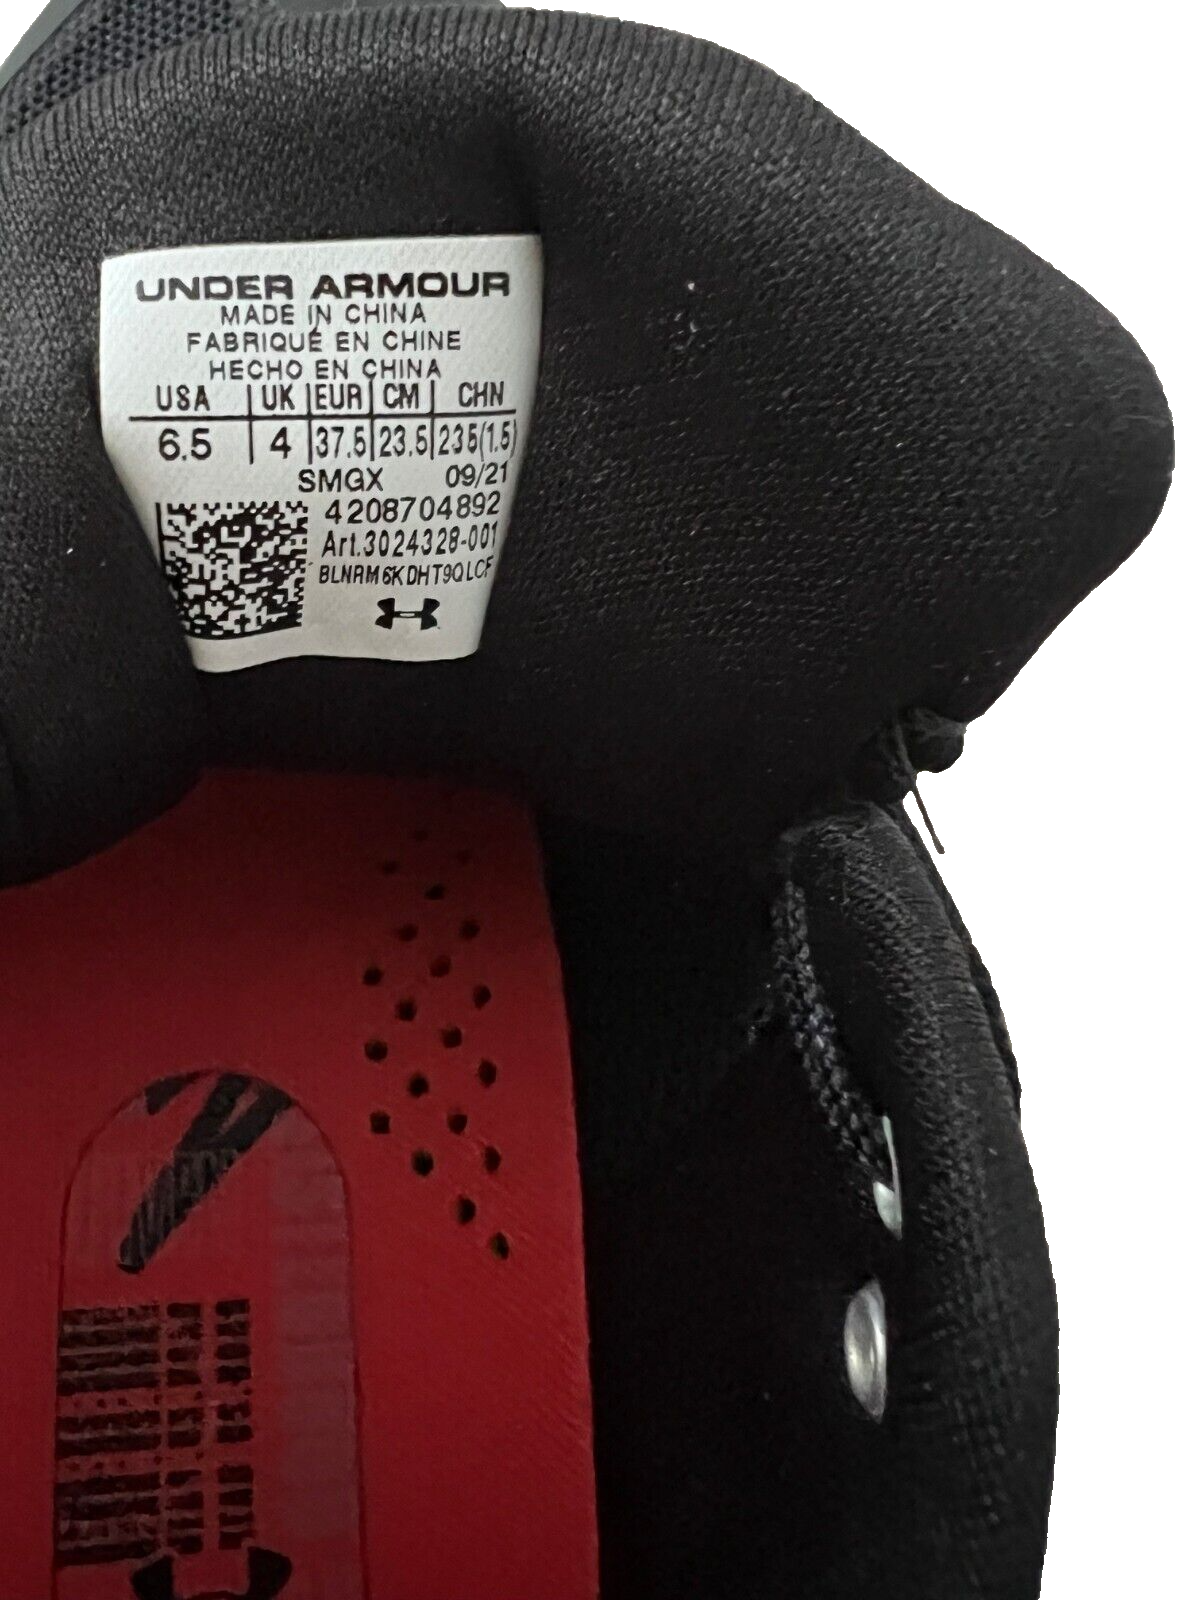 UNDER ARMOUR
MADE IN CHINA
FABRIQUÉ EN CHINE
HECHO EN CHINA
USA UK EUR CM CHN
6.5 4 37.5 23.5 235(1.5)
SMGX 09/21
4208704892
Art.3024328-001
BLNRM6KDHT9QLCF